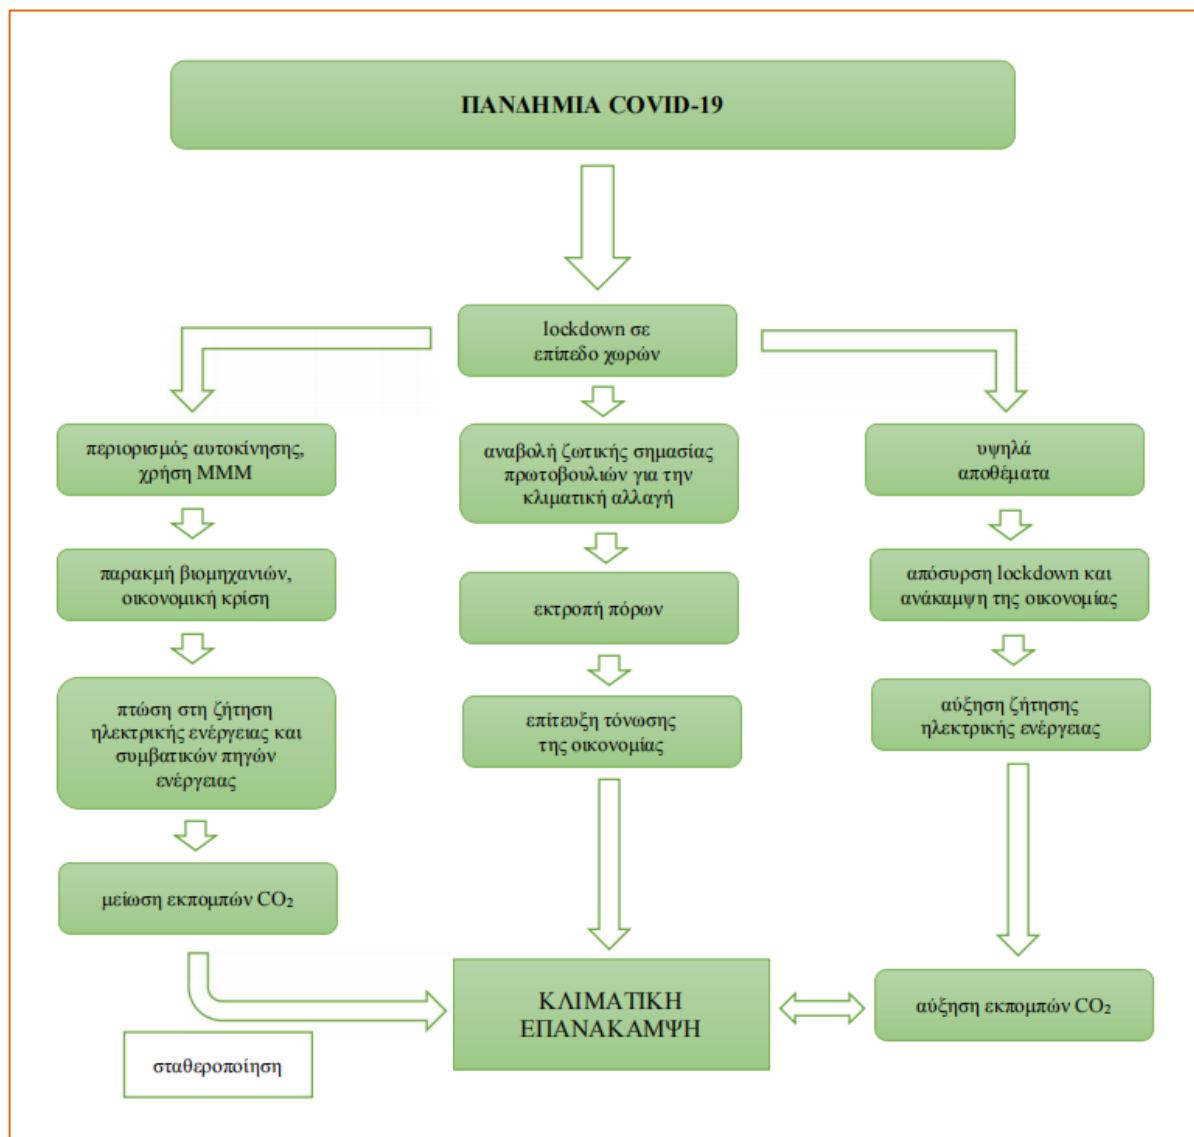 ΠΑΝΔΗΜΙΑ COVID-19
lockdown σε
επίπεδο χωρών
περιορισμός αυτοκίνησης,
χρήση ΜΜΜ
παρακμή βιομηχανιών,
οικονομική κρίση
πτώση στη ζήτηση
ηλεκτρικής ενέργειας και
συμβατικών πηγών
ενέργειας
μείωση εκπομπών CO₂
σταθεροποίηση
αναβολή ζωτικής σημασίας
πρωτοβουλιών για την
κλιματική αλλαγή
εκτροπή πόρων
επίτευξη τόνωσης
της οικονομίας
ΚΛΙΜΑΤΙΚΗ
ΕΠΑΝΑΚΑΜΨΗ
υψηλά
αποθέματα
απόσυρση lockdown και
ανάκαμψη της οικονομίας
αύξηση ζήτησης
ηλεκτρικής ενέργειας
αύξηση εκπομπών CO₂